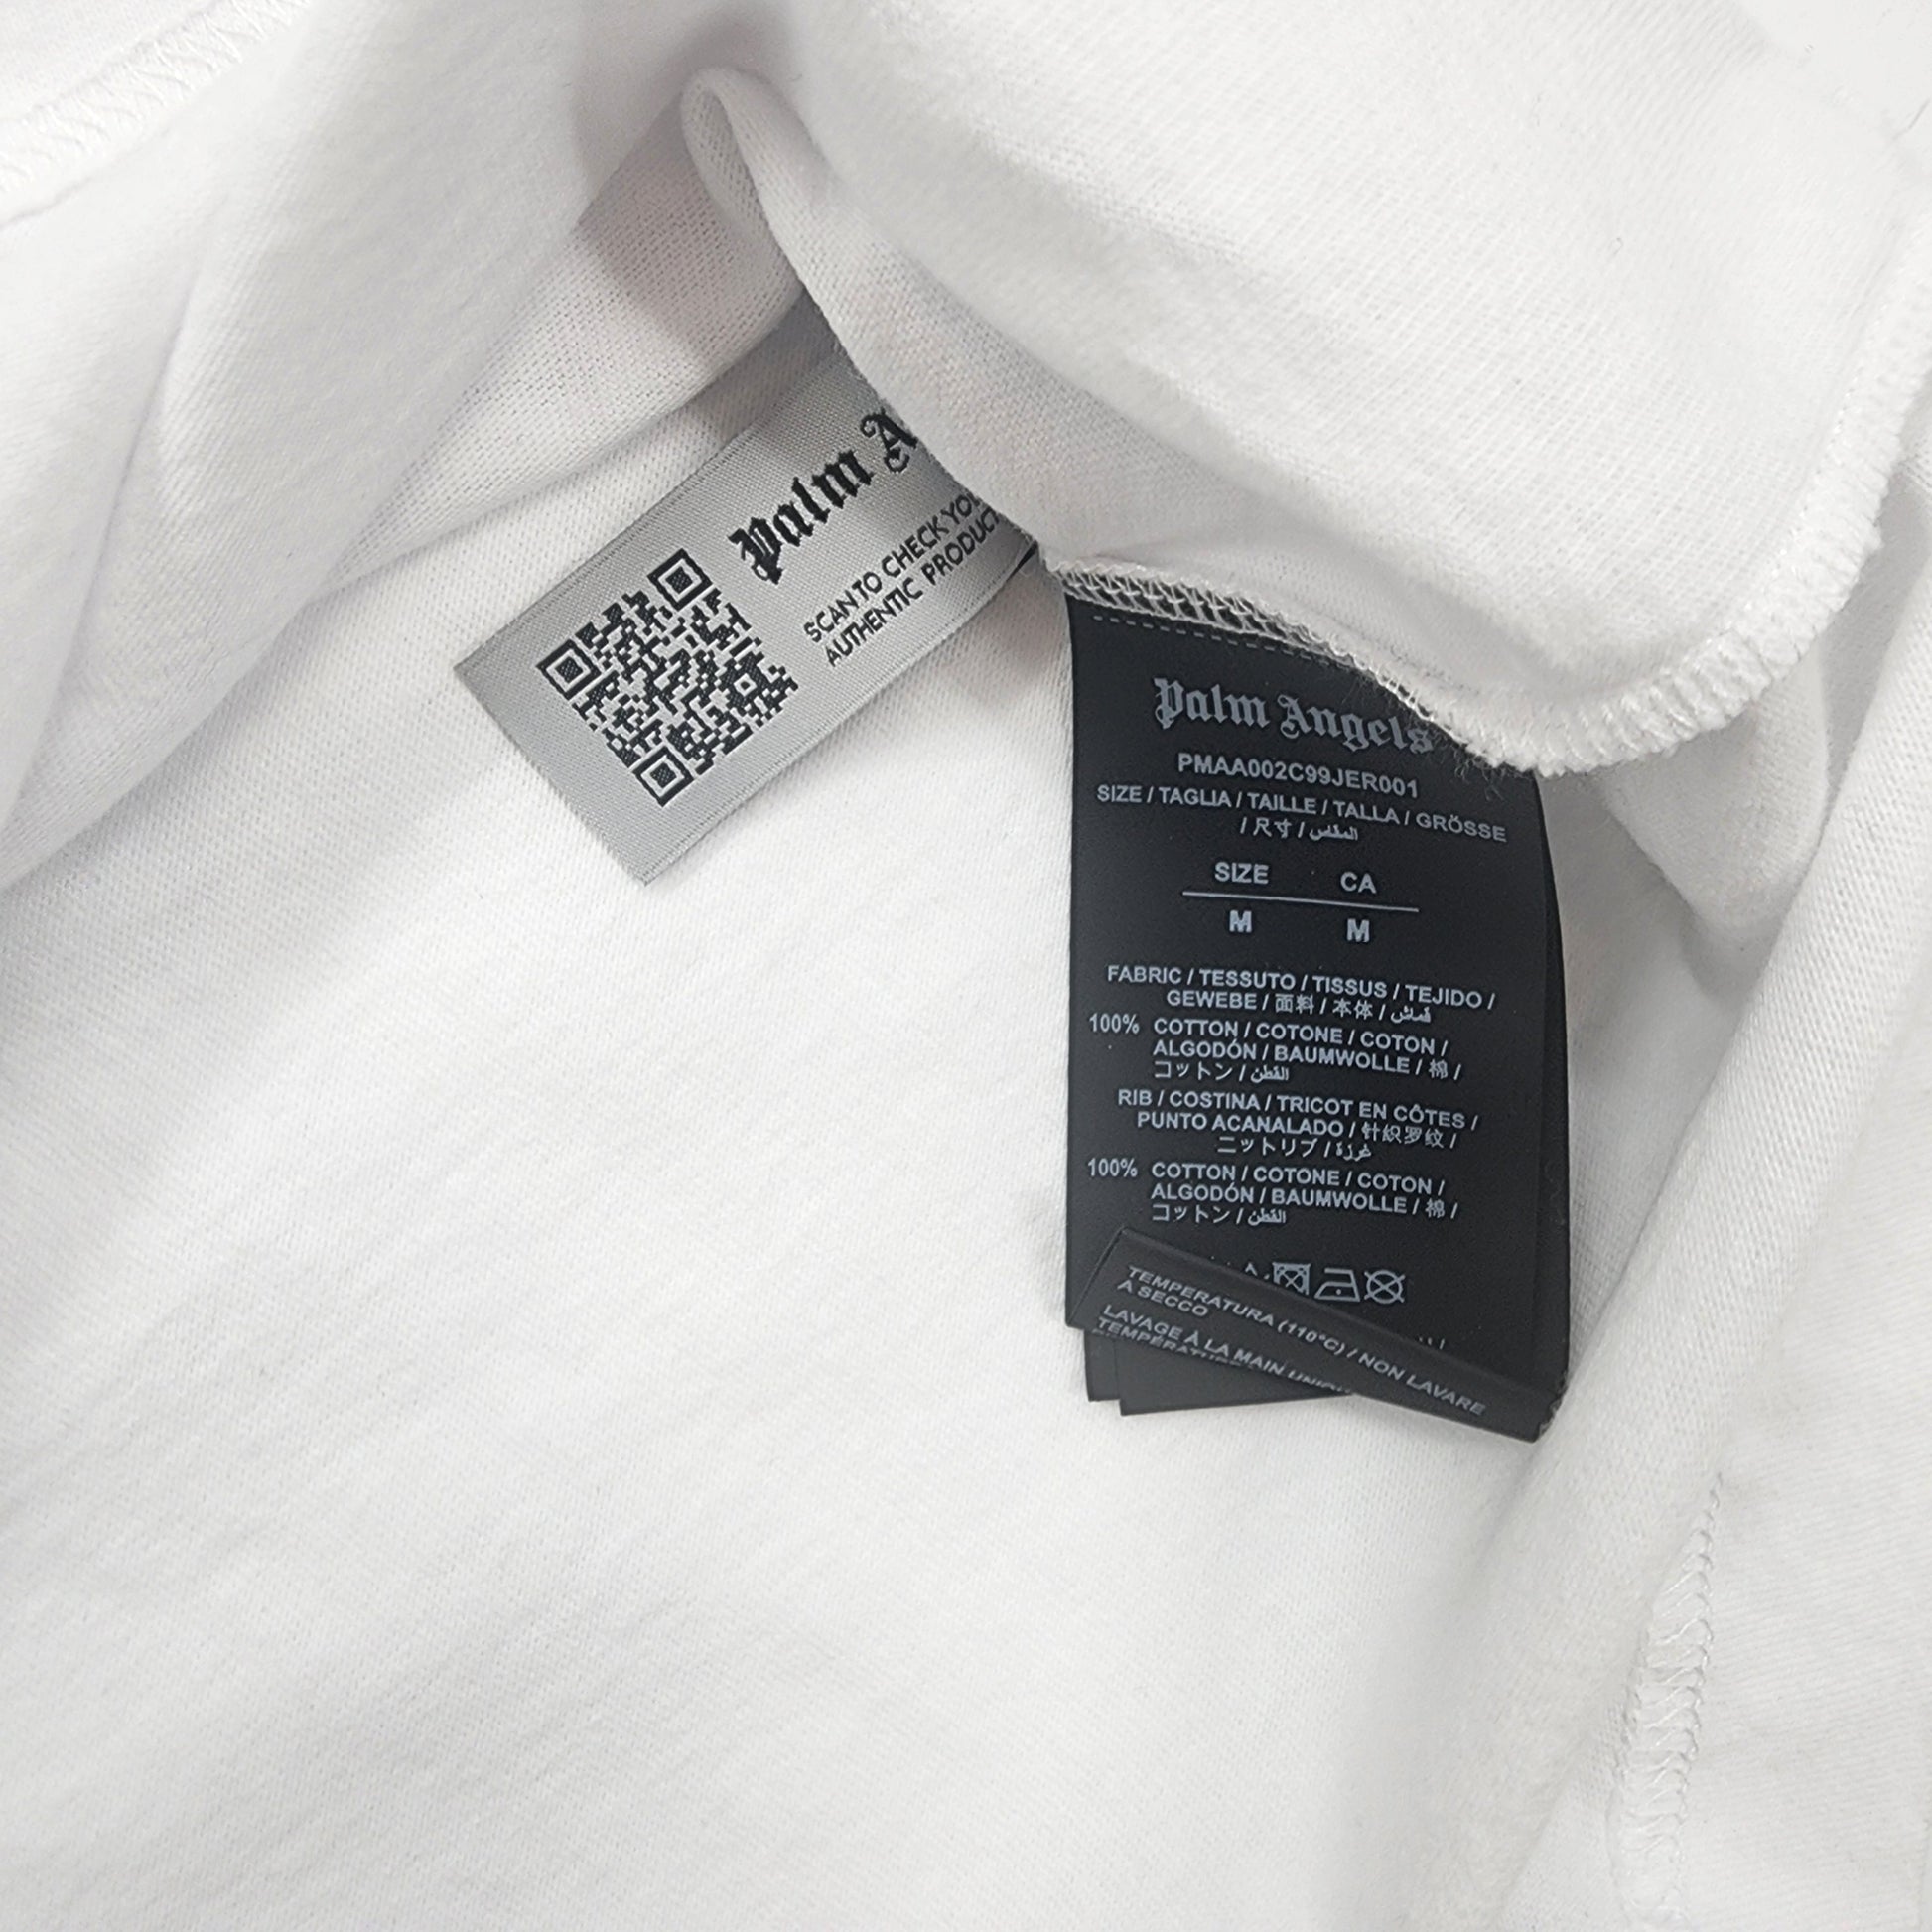 Palm
SCAN TO CHECK
AUTHENTIC PRODUCT
Palm Angels
PMAA002C99JER001
SIZE / TAGLIA / TAILLE / TALLA / GRÖSSE
/ 尺寸 / المقاس
SIZE CA
M M
FABRIC / TESSUTO / TISSUS / TEJIDO /
GEWEBE / 面料 / 本体 / قماش
100% COTTON / COTONE / COTON /
ALGODÓN / BAUMWOLLE / 棉 /
コットン / القطن
RIB / COSTINA / TRICOT EN CÔTES /
PUNTO ACANALADO / 针织罗纹 /
ニットリブ / غرزة
100% COTTON / COTONE / COTON /
ALGODÓN / BAUMWOLLE / 棉 /
コットン / القطن
TEMPERATURA (110°C) / NON LAVARE
A SECCO
LAVAGE À LA MAIN